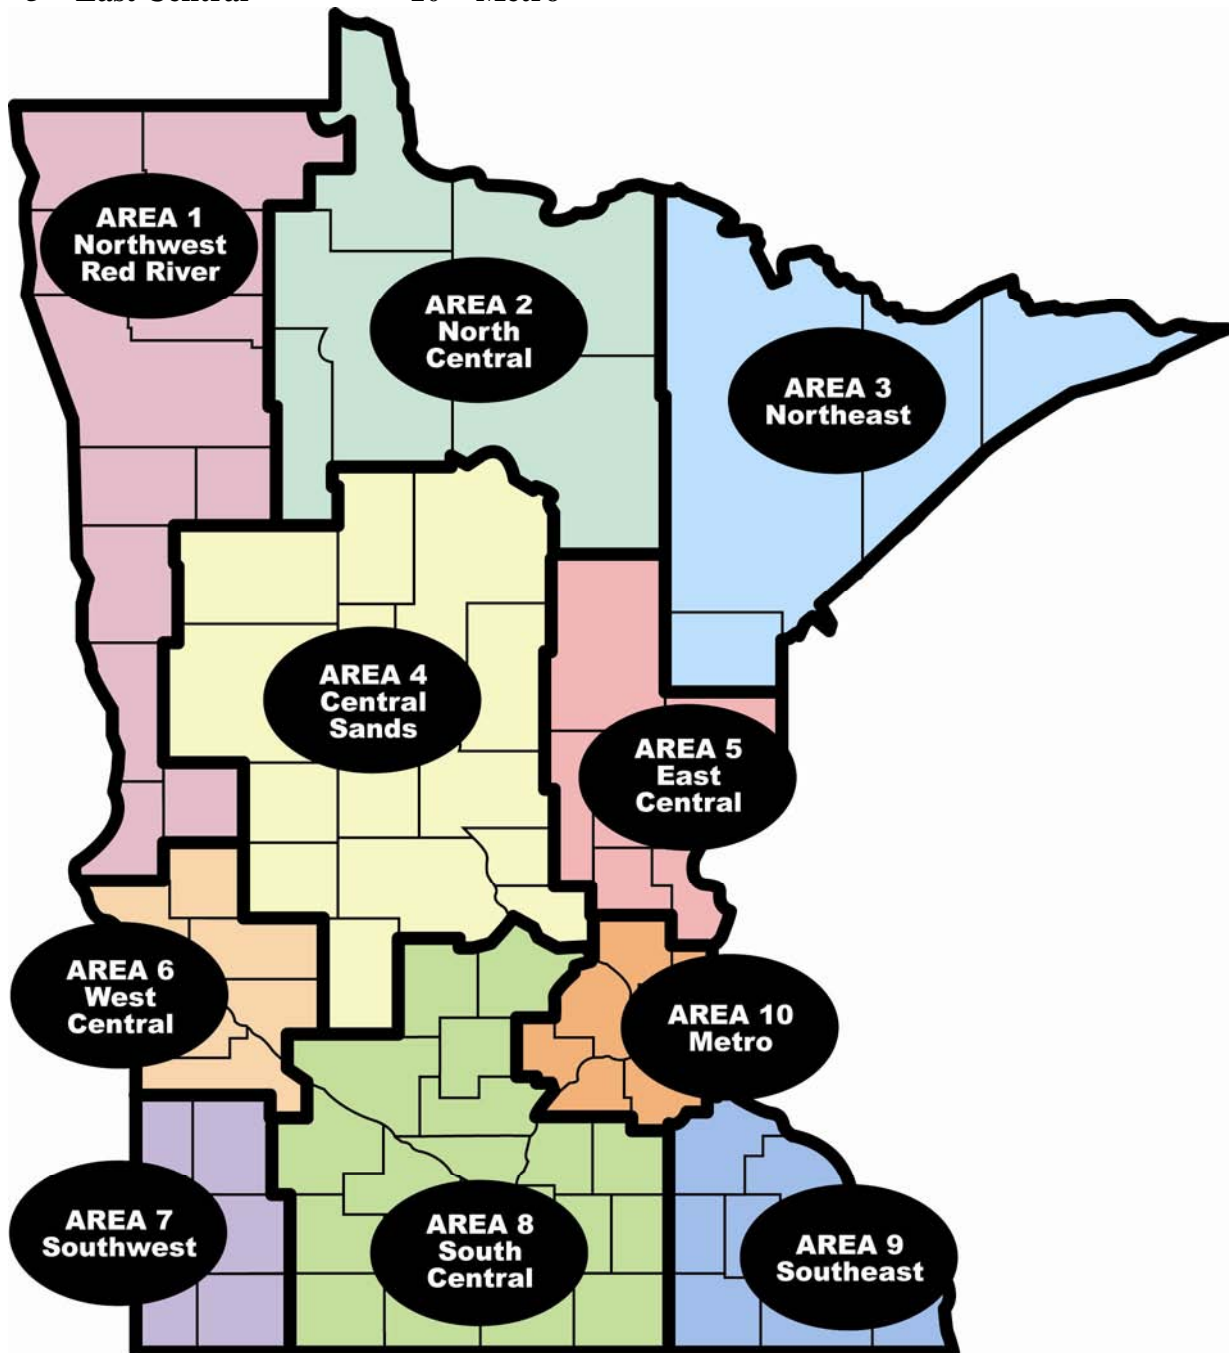 AREA 1
Northwest
Red River
AREA 2
North
Central
AREA 3
Northeast
AREA 4
Central
Sands
AREA 5
East
Central
AREA 6
West
Central
AREA 10
Metro
AREA 7
Southwest
AREA 8
South
Central
AREA 9
Southeast